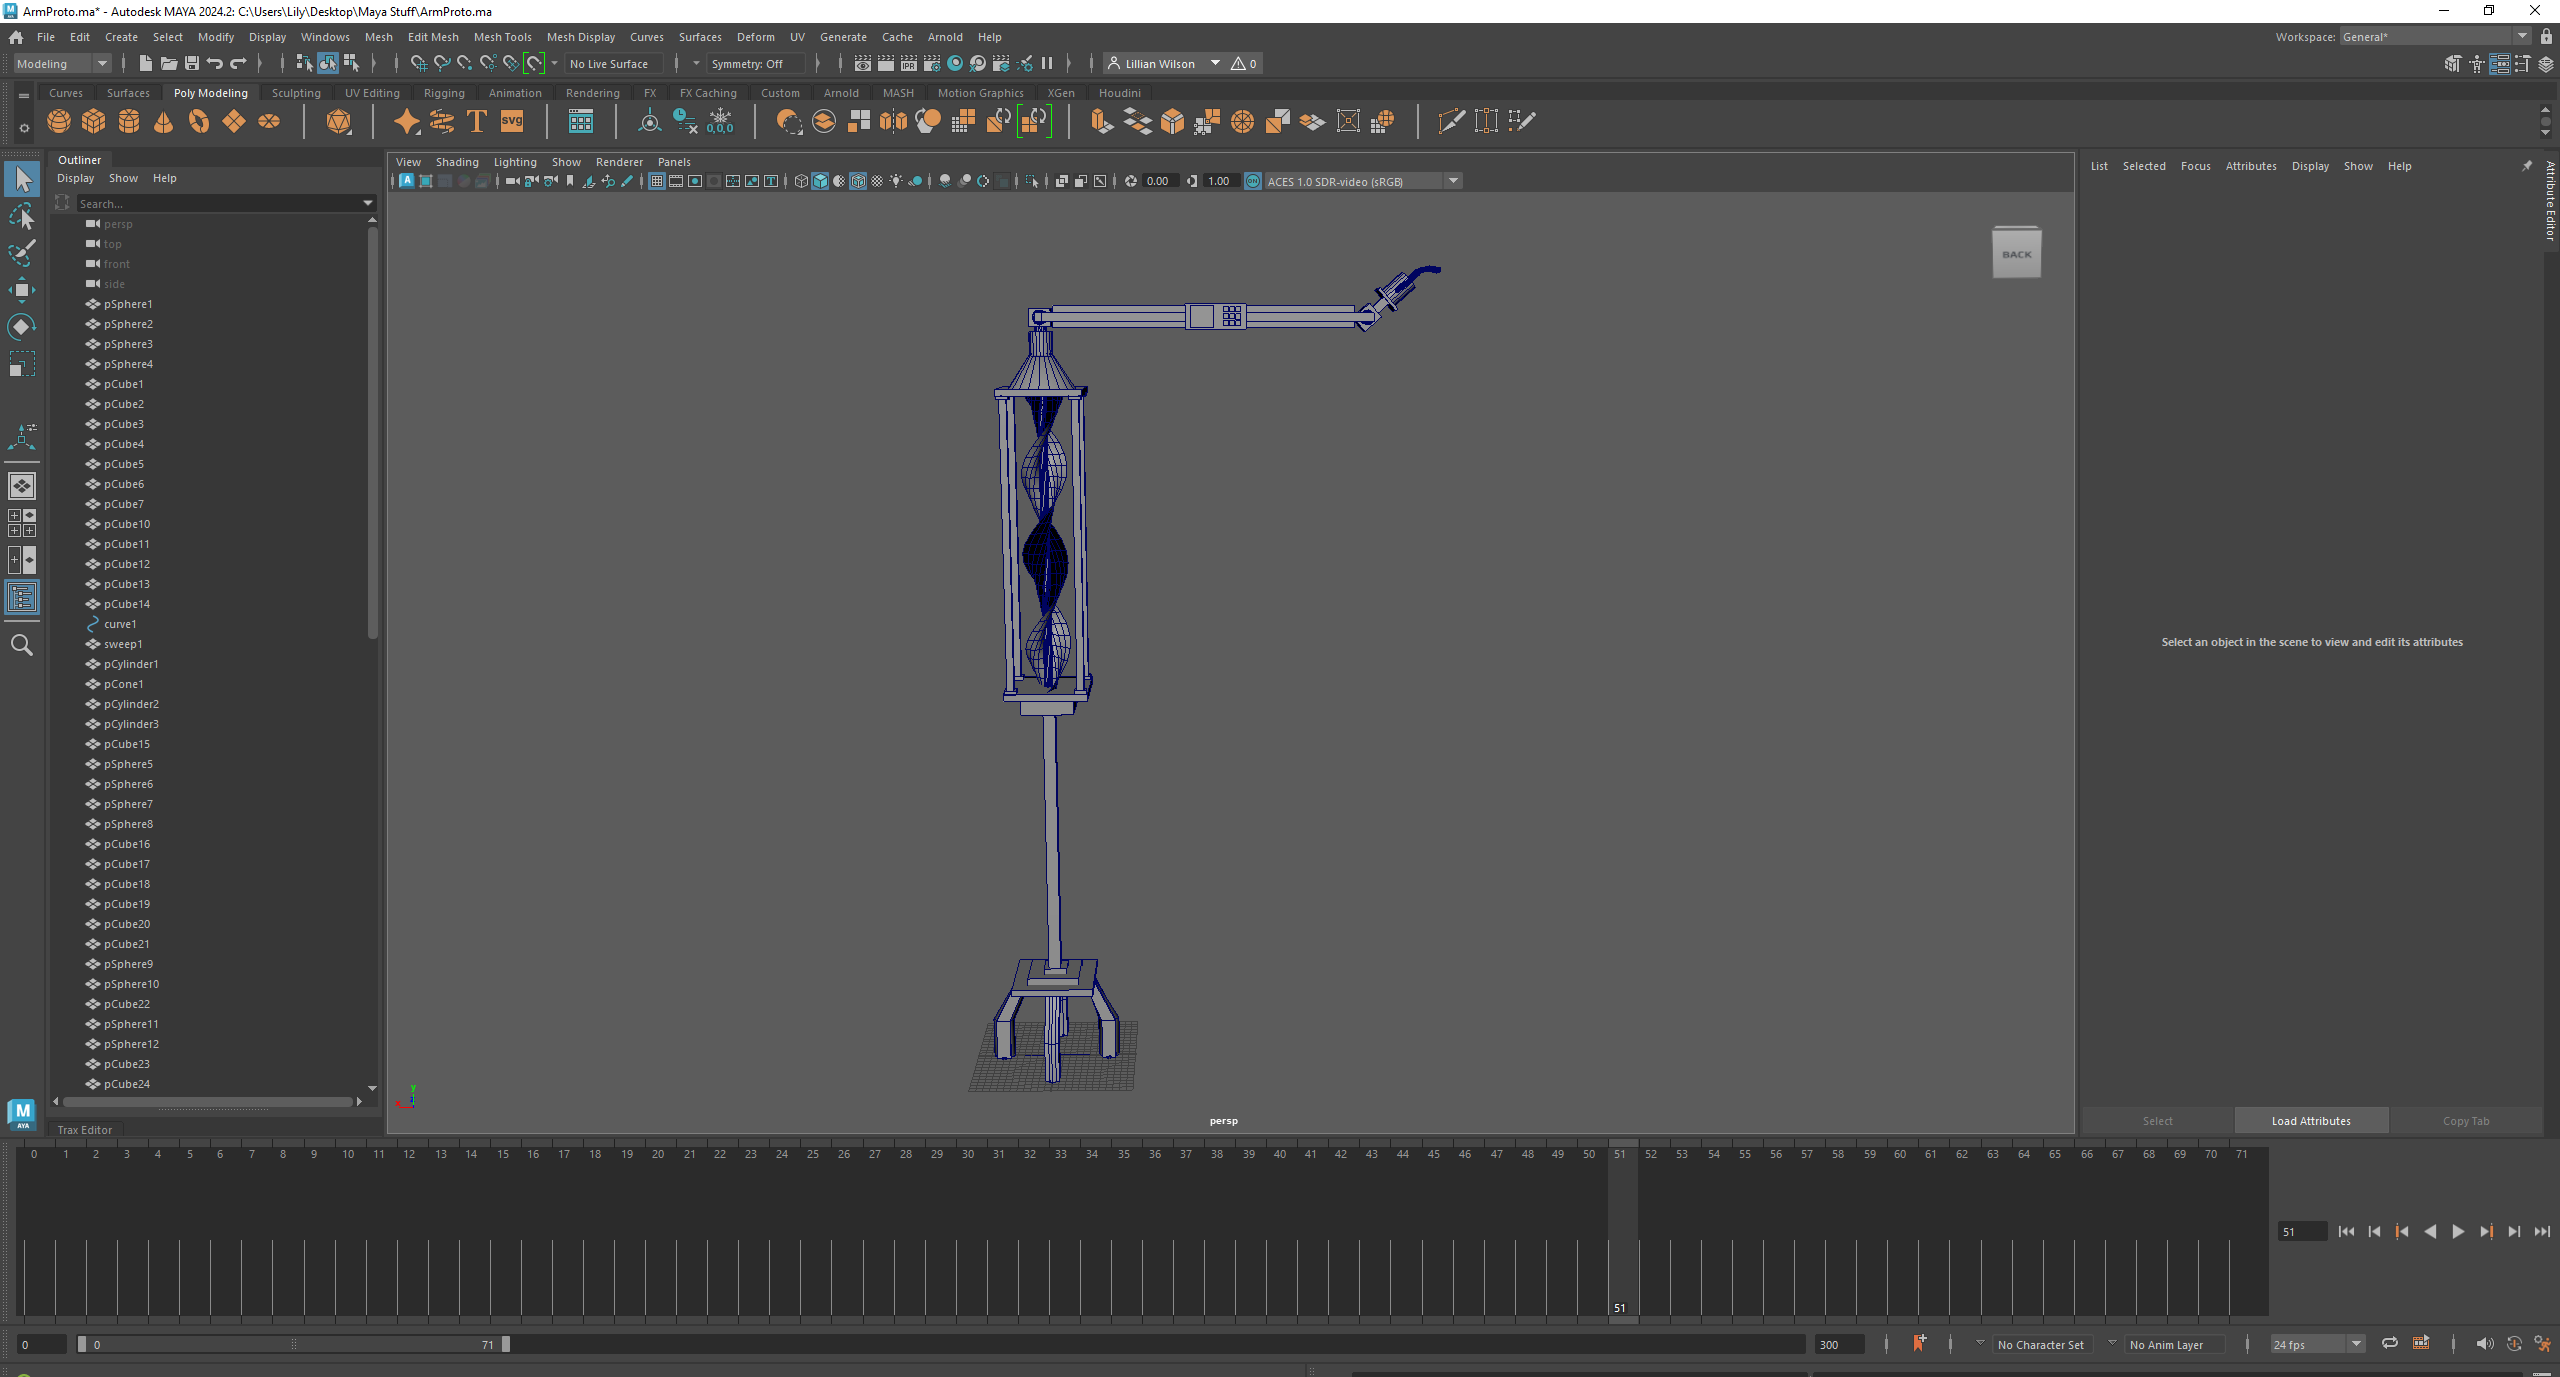 ArmProto.ma* - Autodesk MAYA 2024.2: C:\Users\Lily\Desktop\Maya Stuff\ArmProto.ma
File Edit Create Select Modify Display Windows Mesh Edit Mesh Mesh Tools Mesh Display Curves Surfaces Deform UV Generate Cache Arnold Help
Workspace: General*
Modeling
No Live Surface
Symmetry: Off
IPR
Lillian Wilson
0
Curves Surfaces Poly Modeling Sculpting UV Editing Rigging Animation Rendering FX FX Caching Custom Arnold MASH Motion Graphics XGen Houdini
T
SVG
0,0,0
Outliner
Display Show Help
Search...
persp
top
front
side
pSphere1
pSphere2
pSphere3
pSphere4
pCube1
pCube2
pCube3
pCube4
pCube5
pCube6
pCube7
pCube10
pCube11
pCube12
pCube13
pCube14
curve1
sweep1
pCylinder1
pCone1
pCylinder2
pCylinder3
pCube15
pSphere5
pSphere6
pSphere7
pSphere8
pCube16
pCube17
pCube18
pCube19
pCube20
pCube21
pSphere9
pSphere10
pCube22
pSphere11
pSphere12
pCube23
pCube24
Trax Editor
M
AYA
View Shading Lighting Show Renderer Panels
0.00
1.00
ON
ACES 1.0 SDR-video (sRGB)
BACK
y
persp
List Selected Focus Attributes Display Show Help
Attribute Editor
Select an object in the scene to view and edit its attributes
Select
Load Attributes
Copy Tab
0 1 2 3 4 5 6 7 8 9 10 11 12 13 14 15 16 17 18 19 20 21 22 23 24 25 26 27 28 29 30 31 32 33 34 35 36 37 38 39 40 41 42 43 44 45 46 47 48 49 50 51 52 53 54 55 56 57 58 59 60 61 62 63 64 65 66 67 68 69 70 71
51
51
0
0
71
300
No Character Set
No Anim Layer
24 fps